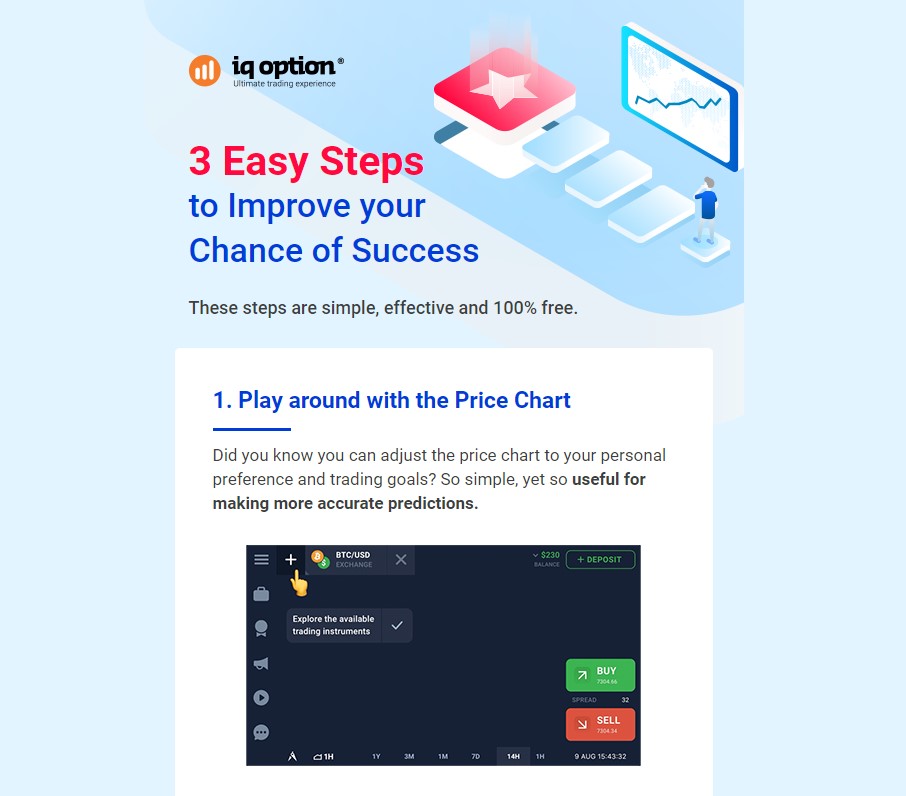 iq option®
Ultimate trading experience
3 Easy Steps
to Improve your
Chance of Success
These steps are simple, effective and 100% free.
1. Play around with the Price Chart
Did you know you can adjust the price chart to your personal
preference and trading goals? So simple, yet so useful for
making more accurate predictions.
BTC/USD
EXCHANGE
$230
BALANCE
+ DEPOSIT
Explore the available
trading instruments
BUY
7304.66
SPREAD 32
SELL
7304.34
1H 1Y 3M 1M 7D 14H 1H 9 AUG 15:43:32